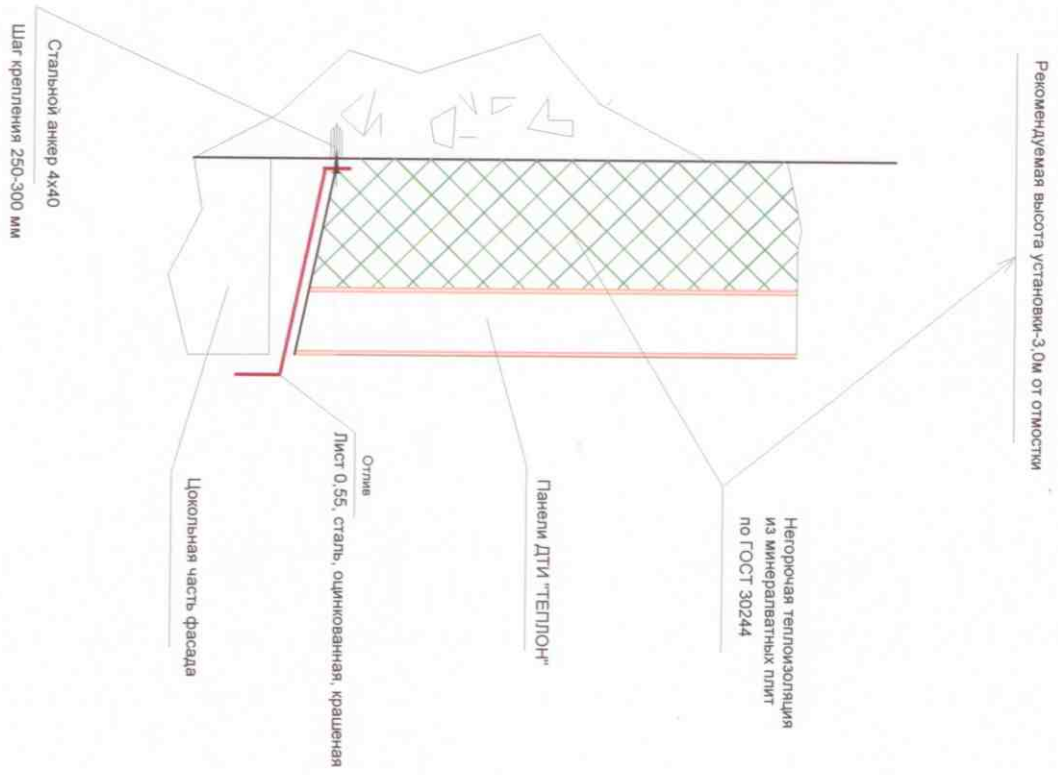 Рекомендуемая высота установки-3,0м от отмостки
Негорючая теплоизоляция
из минералватных плит
по ГОСТ 30244
Панели ДТИ "ТЕПЛОН"
Отлив
Лист 0,55, сталь, оцинкованная, крашеная
Цокольная часть фасада
Стальной анкер 4х40
Шаг крепления 250-300 мм